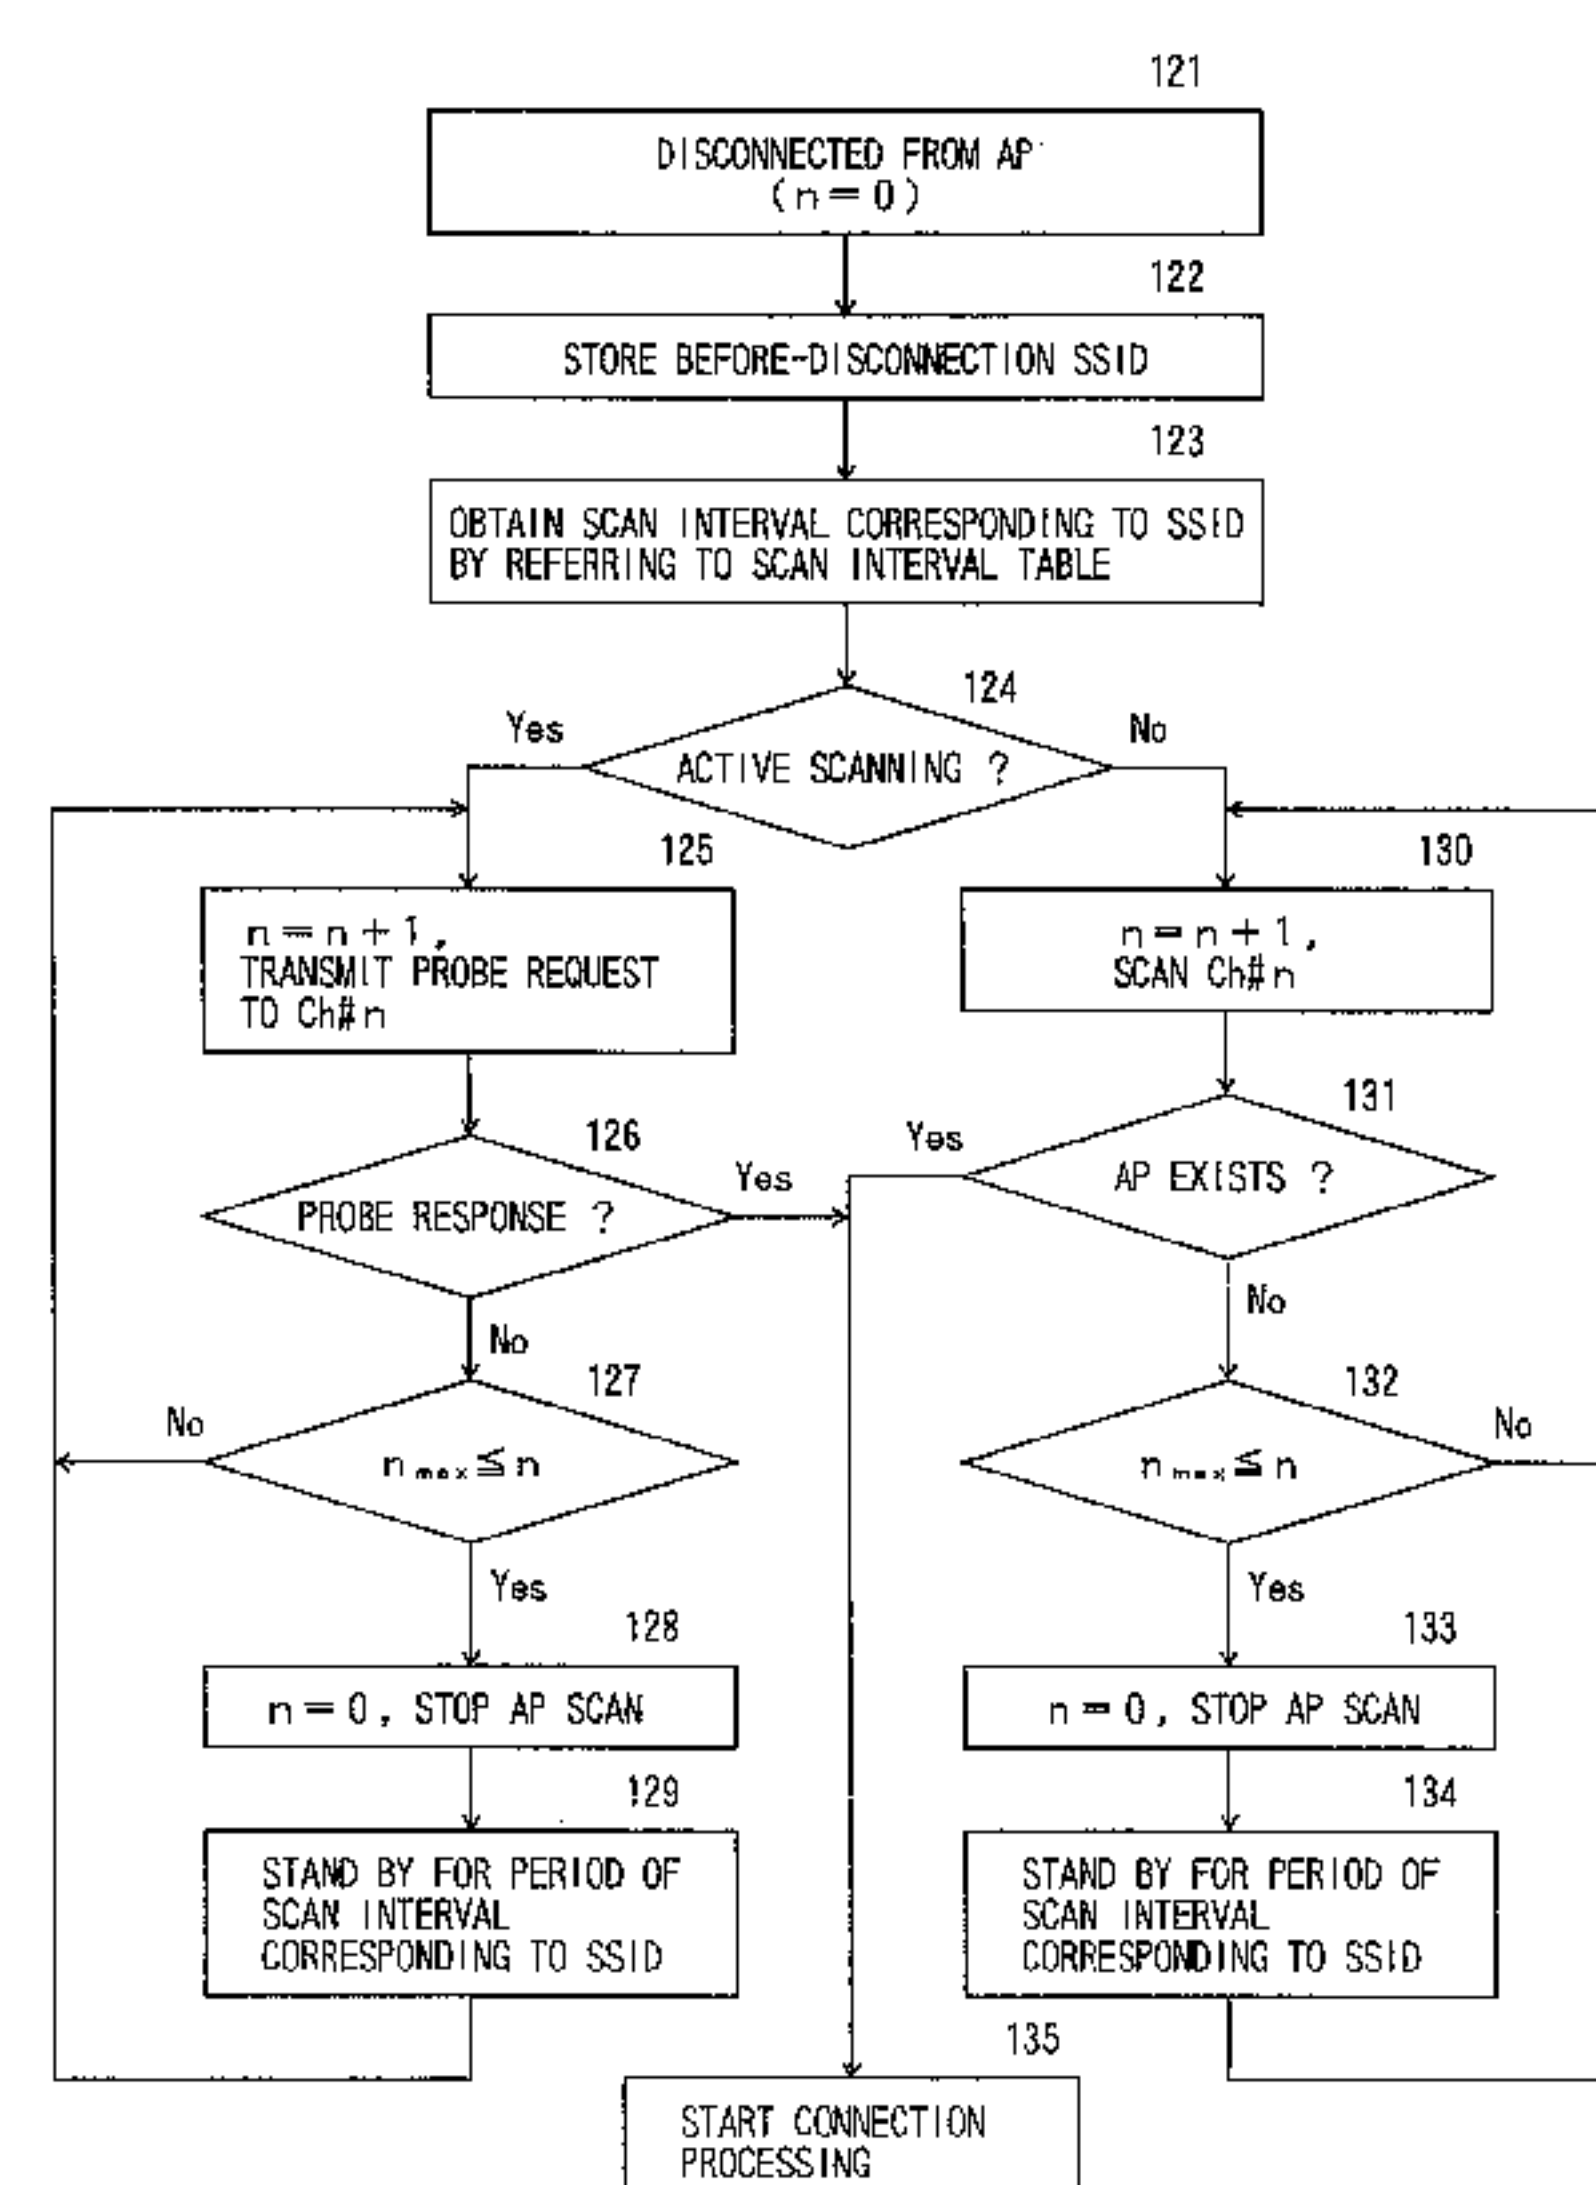 121
DISCONNECTED FROM AP
(n=0)
122
STORE BEFORE-DISCONNECTION SSID
123
OBTAIN SCAN INTERVAL CORRESPONDING TO SSID
BY REFERRING TO SCAN INTERVAL TABLE
124
Yes
No
ACTIVE SCANNING ?
125
n=n+1,
TRANSMIT PROBE REQUEST
TO Ch#n
130
n=n+1,
SCAN Ch#n
126
Yes
PROBE RESPONSE ?
No
131
Yes
AP EXISTS ?
No
127
No
nmax≦n
Yes
132
No
nmax≦n
Yes
128
n=0, STOP AP SCAN
133
n=0, STOP AP SCAN
129
STAND BY FOR PERIOD OF
SCAN INTERVAL
CORRESPONDING TO SSID
134
STAND BY FOR PERIOD OF
SCAN INTERVAL
CORRESPONDING TO SSID
135
START CONNECTION
PROCESSING